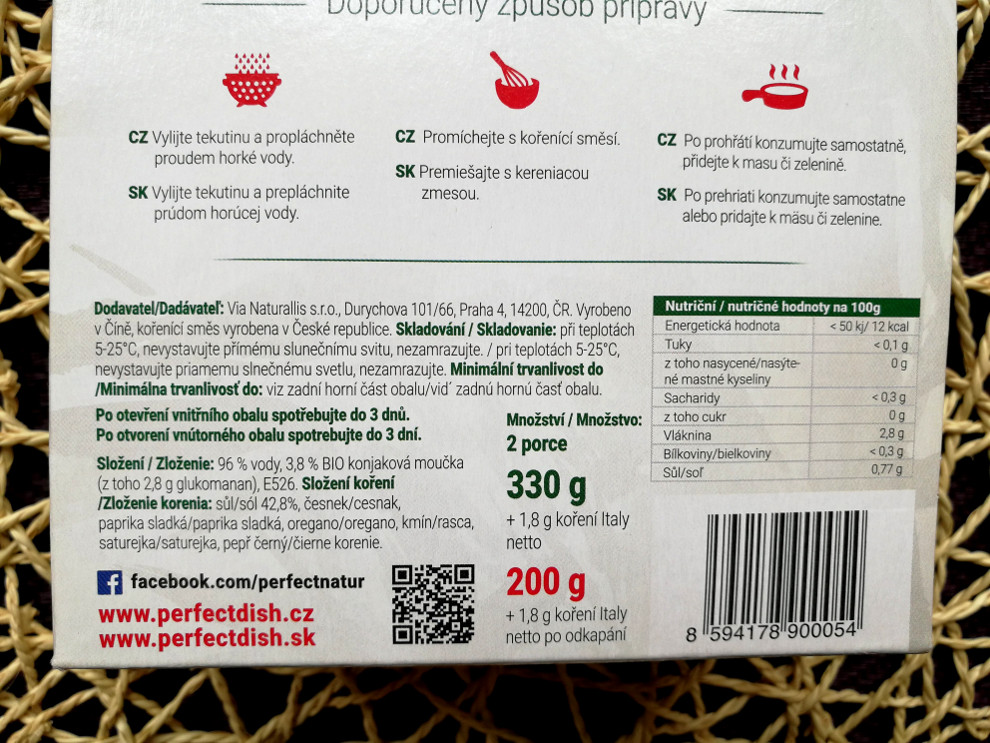 Doporučený způsob přípravy
CZ Vylijte tekutinu a propláchněte
proudem horké vody.
SK Vylijte tekutinu a prepláchnite
prúdom horúcej vody.
CZ Promíchejte s kořenící směsí.
SK Premiešajte s kereniacou
zmesou.
CZ Po prohřátí konzumujte samostatně,
přidejte k masu či zelenině.
SK Po prehriati konzumujte samostatne
alebo pridajte k mäsu či zelenine.
Dodavatel/Dadávateľ: Via Naturallis s.r.o., Durychova 101/66, Praha 4, 14200, ČR. Vyrobeno
v Číně, kořenící směs vyrobena v České republice. Skladování / Skladovanie: při teplotách
5-25°C, nevystavujte přímému slunečnímu svitu, nezamrazujte. / pri teplotách 5-25°C,
nevystavujte priamemu slnečnému svetlu, nezamrazujte. Minimální trvanlivost do
/Minimálna trvanlivosť do: viz zadní horní část obalu/viď zadnú hornú časť obalu.
Po otevření vnitřního obalu spotřebujte do 3 dnů.
Po otvorení vnútorného obalu spotrebujte do 3 dní.
Složení / Zloženie: 96 % vody, 3,8 % BIO konjaková moučka
(z toho 2,8 g glukomanan), E526. Složení koření
/Zloženie korenia: sůl/sól 42,8%, česnek/cesnak,
paprika sladká/paprika sladká, oregano/oregano, kmín/rasca,
saturejka/saturejka, pepř černý/čierne korenie.
facebook.com/perfectnatur
www.perfectdish.cz
www.perfectdish.sk
Množství / Množstvo:
2 porce
330 g
+ 1,8 g koření Italy
netto
200 g
+ 1,8 g koření Italy
netto po odkapání
Nutriční / nutričné hodnoty na 100g
Energetická hodnota < 50 kj/ 12 kcal
Tuky < 0,1 g
z toho nasycené/nasýte- 0 g
né mastné kyseliny
Sacharidy < 0,3 g
z toho cukr 0 g
Vláknina 2,8 g
Bílkoviny/bielkoviny < 0,3 g
Sůl/soľ 0,77 g
8 594178 900054